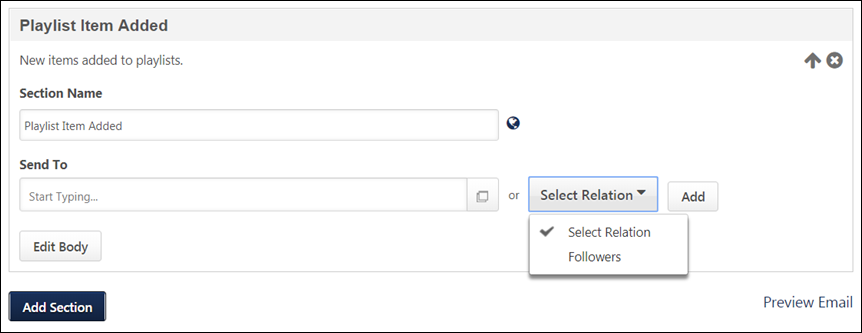 Playlist Item Added
New items added to playlists.
Section Name
Playlist Item Added
Send To
Start Typing... or Select Relation Add
Select Relation
Followers
Edit Body
Add Section Preview Email